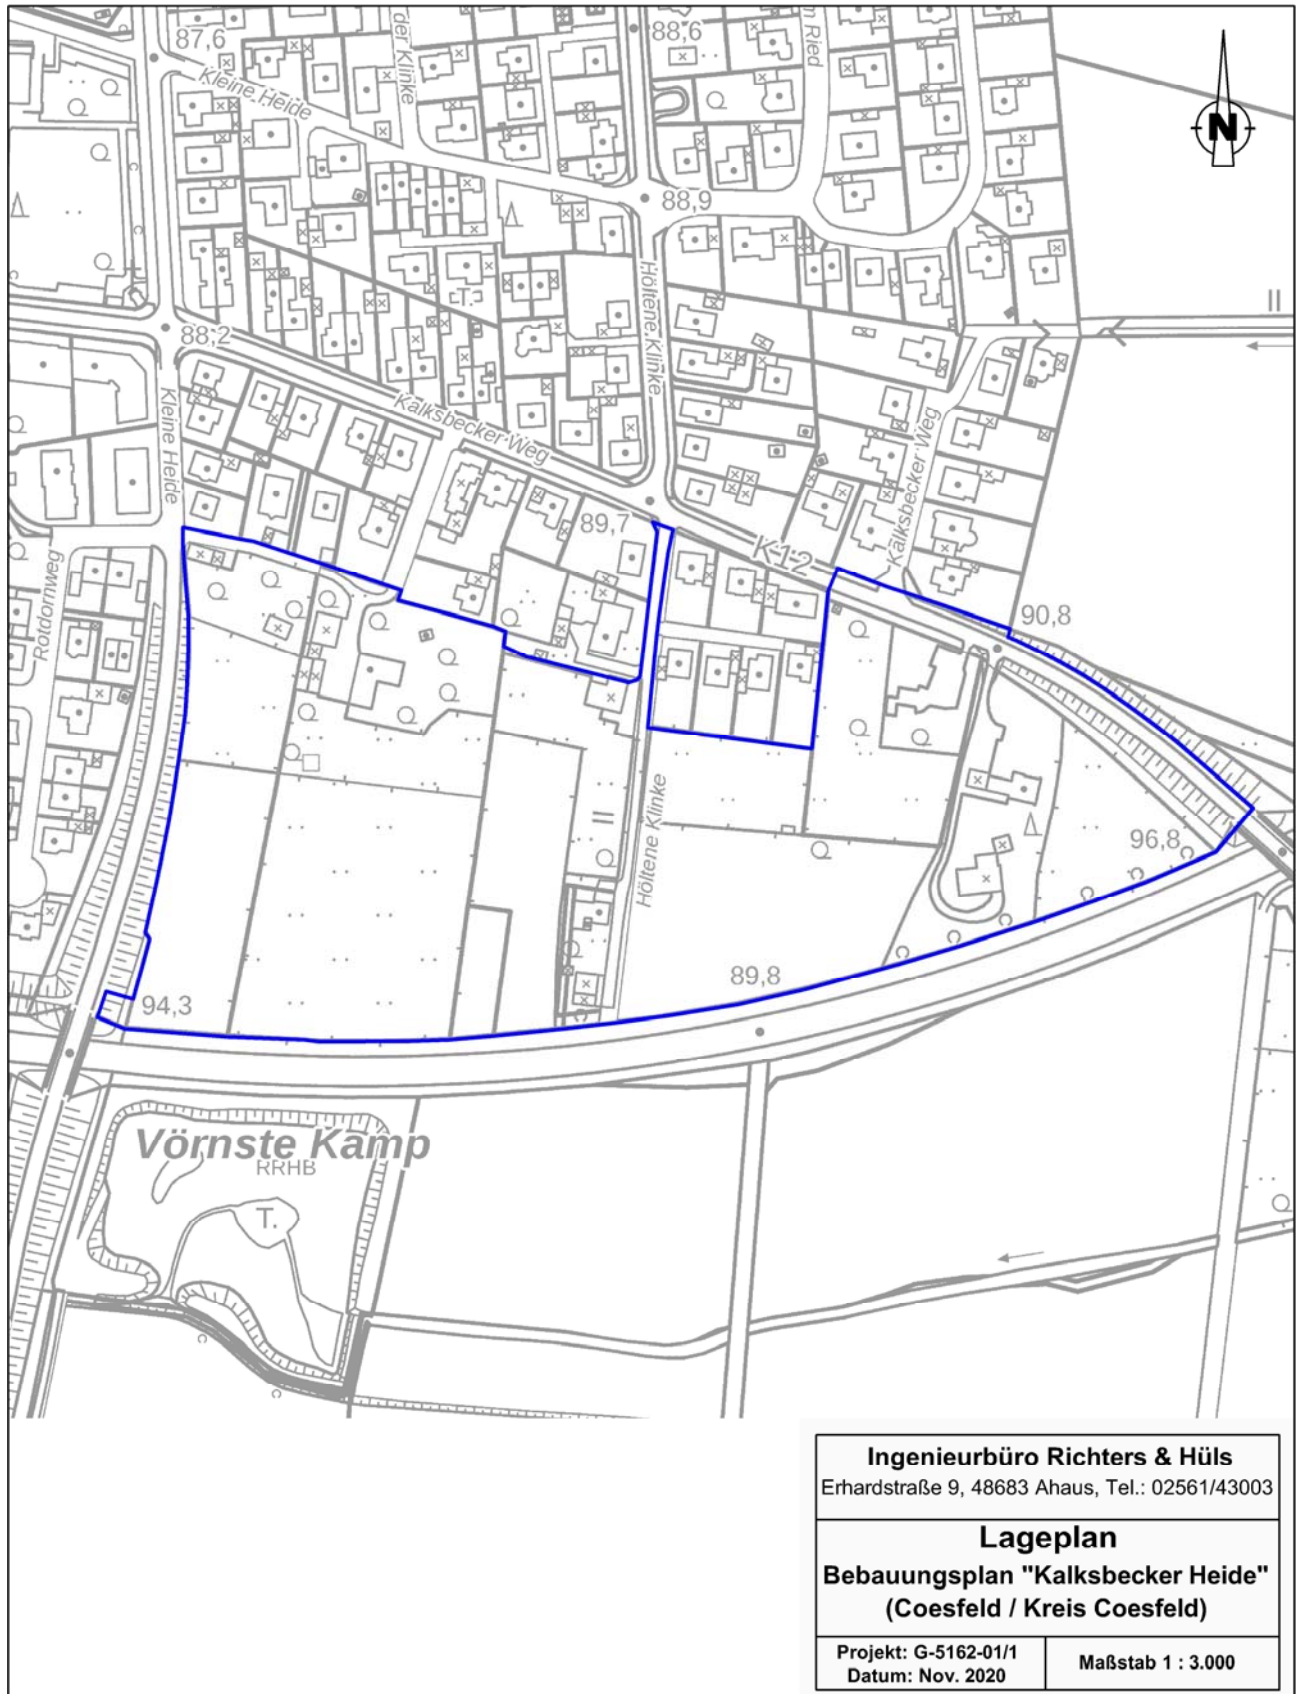 87,6
88,6
der Klinke
m Ried
Kleine Heide
N
88,9
Höltene Klinke
T.
II
88,2
Kalksbecker Weg
Kleine Heide
Kalksbecker Weg
89,7
K12
Rotdornweg
90,8
Höltene Klinke
II
96,8
89,8
94,3
Vörnste Kamp
RRHB
T.
Ingenieurbüro Richters & Hüls
Erhardstraße 9, 48683 Ahaus, Tel.: 02561/43003
Lageplan
Bebauungsplan "Kalksbecker Heide"
(Coesfeld / Kreis Coesfeld)
Projekt: G-5162-01/1
Datum: Nov. 2020
Maßstab 1 : 3.000